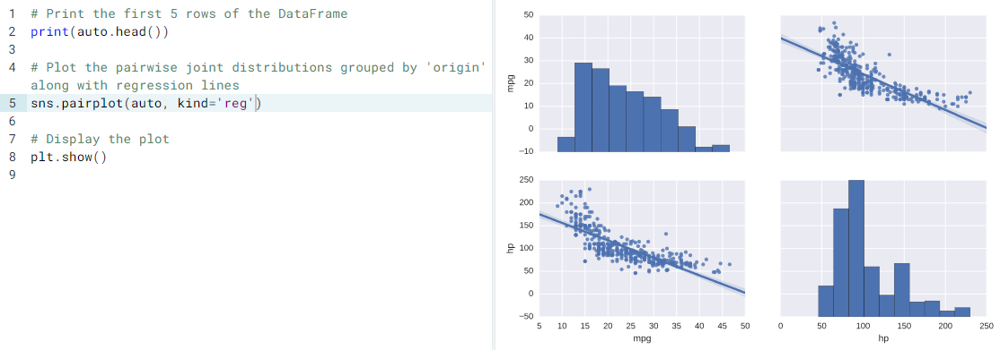 1 # Print the first 5 rows of the DataFrame
2 print(auto.head())
3
4 # Plot the pairwise joint distributions grouped by 'origin'
along with regression lines
5 sns.pairplot(auto, kind='reg')
6
7 # Display the plot
8 plt.show()
9
50
40
30
20
10
0
−10
mpg
250
200
150
100
50
0
−50
hp
5 10 15 20 25 30 35 40 45 50
mpg
0 50 100 150 200 250
hp